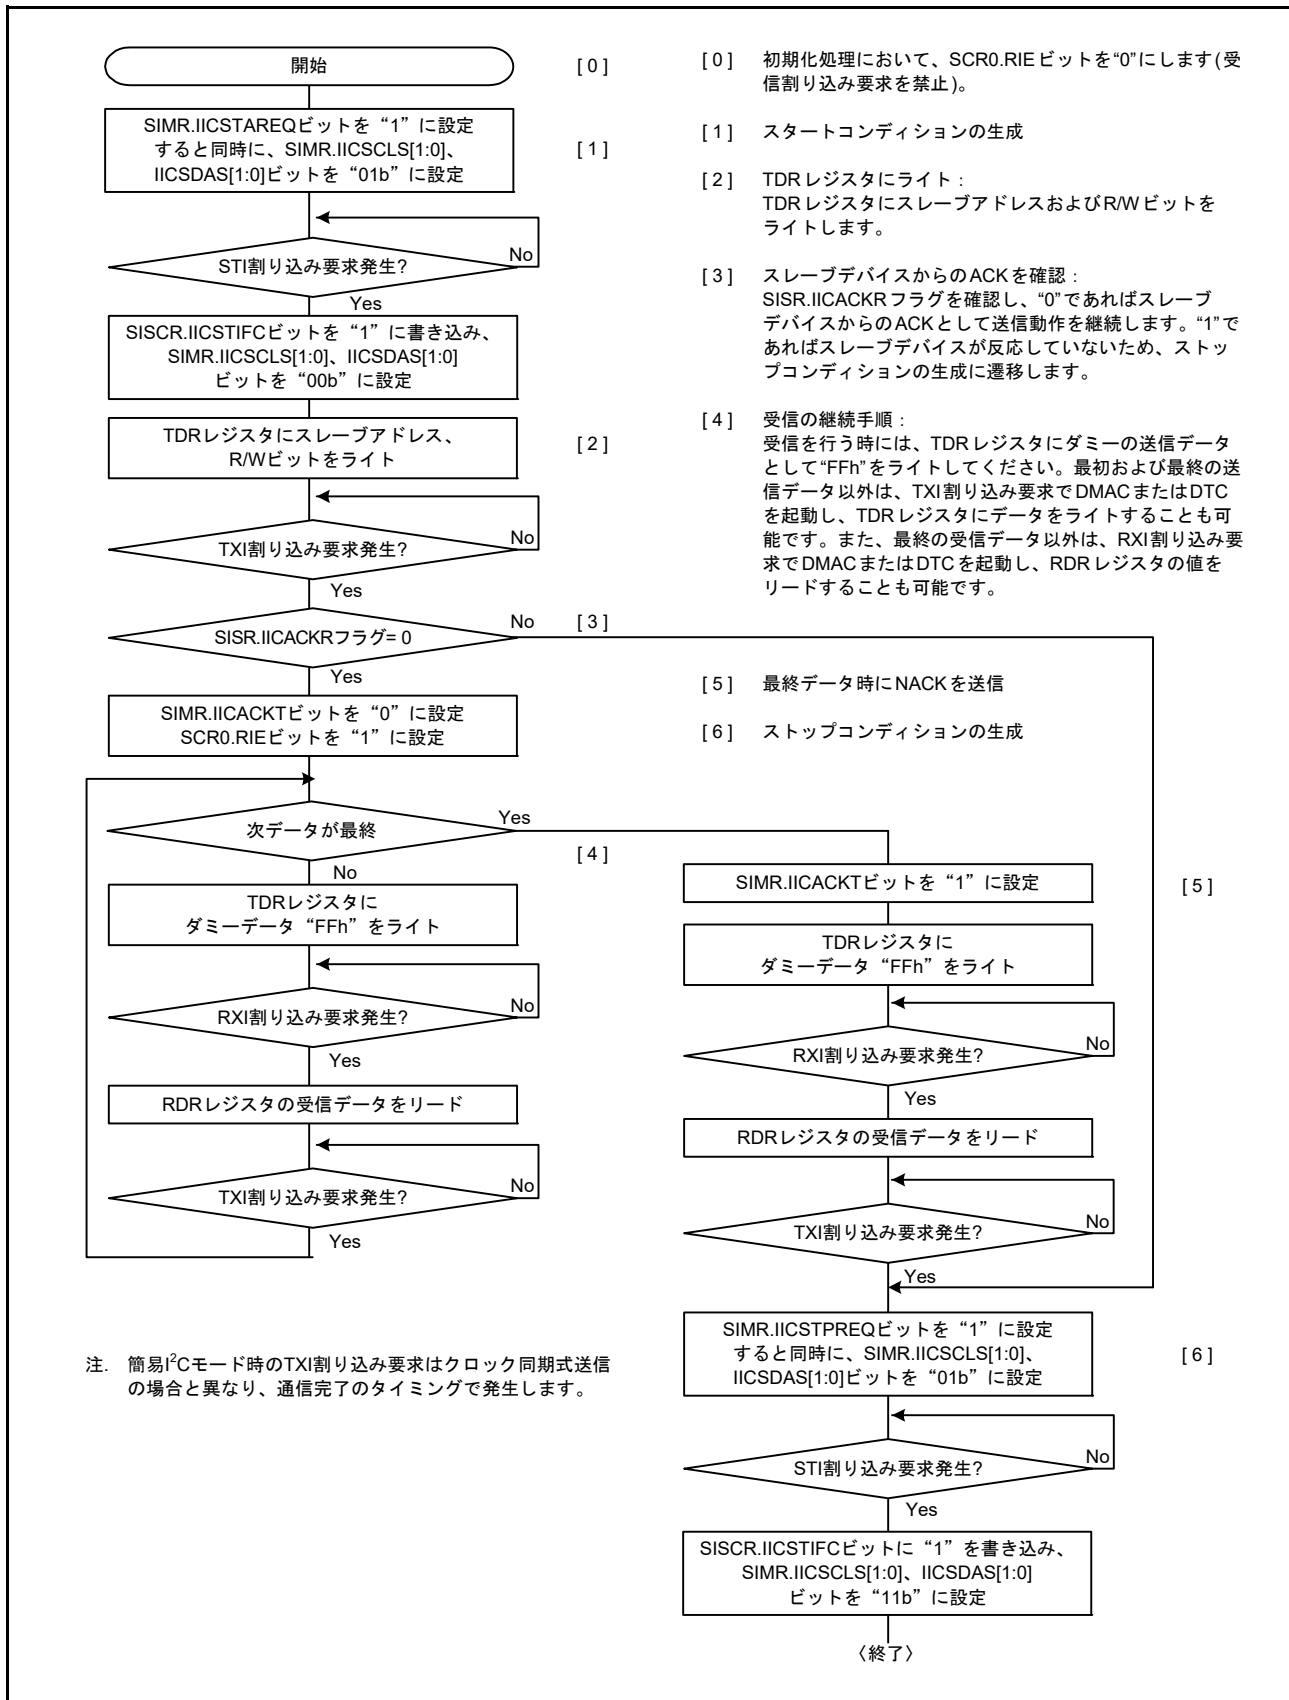 開始
[ 0 ]
SIMR.IICSTAREQビットを“1”に設定
すると同時に、SIMR.IICSCLS[1:0]、
IICSDAS[1:0]ビットを“01b”に設定
[ 1 ]
STI割り込み要求発生?
No
Yes
SISCR.IICSTIFCビットを“1”に書き込み、
SIMR.IICSCLS[1:0]、IICSDAS[1:0]
ビットを“00b”に設定
TDRレジスタにスレーブアドレス、
R/Wビットをライト
[ 2 ]
TXI割り込み要求発生?
No
Yes
SISR.IICACKRフラグ= 0
No
[ 3 ]
Yes
SIMR.IICACKTビットを“0”に設定
SCR0.RIEビットを“1”に設定
次データが最終
Yes
[ 4 ]
No
TDRレジスタに
ダミーデータ“FFh”をライト
RXI割り込み要求発生?
No
Yes
RDRレジスタの受信データをリード
TXI割り込み要求発生?
No
Yes
[ 0 ] 初期化処理において、SCR0.RIEビットを“0”にします(受
信割り込み要求を禁止)。
[ 1 ] スタートコンディションの生成
[ 2 ] TDRレジスタにライト :
TDRレジスタにスレーブアドレスおよびR/Wビットを
ライトします。
[ 3 ] スレーブデバイスからのACKを確認 :
SISR.IICACKRフラグを確認し、“0”であればスレーブ
デバイスからのACKとして送信動作を継続します。“1”で
あればスレーブデバイスが反応していないため、ストッ
プコンディションの生成に遷移します。
[ 4 ] 受信の継続手順 :
受信を行う時には、TDRレジスタにダミーの送信データ
として“FFh”をライトしてください。最初および最終の送
信データ以外は、TXI割り込み要求でDMACまたはDTC
を起動し、TDRレジスタにデータをライトすることも可
能です。また、最終の受信データ以外は、RXI割り込み要
求でDMACまたはDTCを起動し、RDRレジスタの値を
リードすることも可能です。
[ 5 ] 最終データ時にNACKを送信
[ 6 ] ストップコンディションの生成
SIMR.IICACKTビットを“1”に設定
[ 5 ]
TDRレジスタに
ダミーデータ“FFh”をライト
RXI割り込み要求発生?
No
Yes
RDRレジスタの受信データをリード
TXI割り込み要求発生?
No
Yes
SIMR.IICSTPREQビットを“1”に設定
すると同時に、SIMR.IICSCLS[1:0]、
IICSDAS[1:0]ビットを“01b”に設定
[ 6 ]
STI割り込み要求発生?
No
Yes
SISCR.IICSTIFCビットに“1”を書き込み、
SIMR.IICSCLS[1:0]、IICSDAS[1:0]
ビットを“11b”に設定
〈終了〉
注. 簡易I²Cモード時のTXI割り込み要求はクロック同期式送信
の場合と異なり、通信完了のタイミングで発生します。